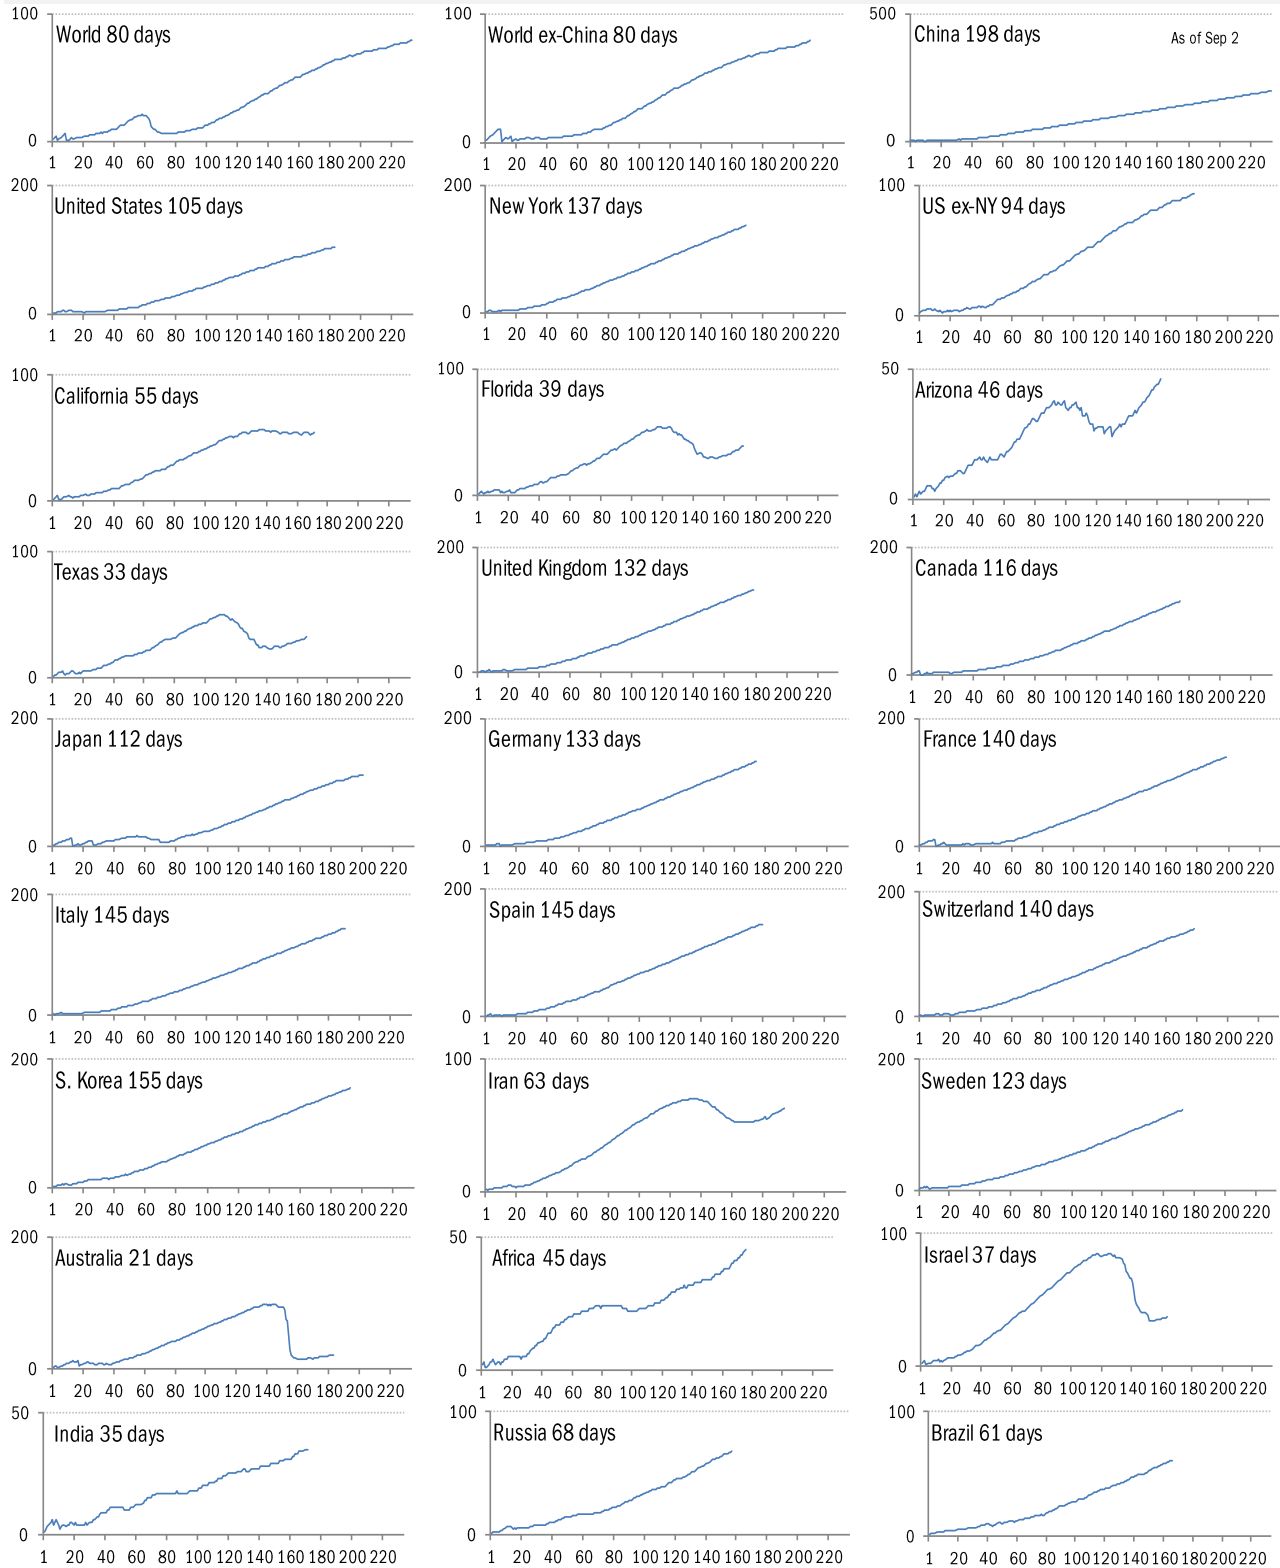 100
World 80 days
0
1 20 40 60 80 100 120 140 160 180 200 220
100
World ex-China 80 days
0
1 20 40 60 80 100 120 140 160 180 200 220
500
China 198 days
As of Sep 2
0
1 20 40 60 80 100 120 140 160 180 200 220
200
United States 105 days
0
1 20 40 60 80 100 120 140 160 180 200 220
200
New York 137 days
0
1 20 40 60 80 100 120 140 160 180 200 220
100
US ex-NY 94 days
0
1 20 40 60 80 100 120 140 160 180 200 220
100
California 55 days
0
1 20 40 60 80 100 120 140 160 180 200 220
100
Florida 39 days
0
1 20 40 60 80 100 120 140 160 180 200 220
50
Arizona 46 days
0
1 20 40 60 80 100 120 140 160 180 200 220
100
Texas 33 days
0
1 20 40 60 80 100 120 140 160 180 200 220
200
United Kingdom 132 days
0
1 20 40 60 80 100 120 140 160 180 200 220
200
Canada 116 days
0
1 20 40 60 80 100 120 140 160 180 200 220
200
Japan 112 days
0
1 20 40 60 80 100 120 140 160 180 200 220
200
Germany 133 days
0
1 20 40 60 80 100 120 140 160 180 200 220
200
France 140 days
0
1 20 40 60 80 100 120 140 160 180 200 220
200
Italy 145 days
0
1 20 40 60 80 100 120 140 160 180 200 220
200
Spain 145 days
0
1 20 40 60 80 100 120 140 160 180 200 220
200
Switzerland 140 days
0
1 20 40 60 80 100 120 140 160 180 200 220
200
S. Korea 155 days
0
1 20 40 60 80 100 120 140 160 180 200 220
100
Iran 63 days
0
1 20 40 60 80 100 120 140 160 180 200 220
200
Sweden 123 days
0
1 20 40 60 80 100 120 140 160 180 200 220
200
Australia 21 days
0
1 20 40 60 80 100 120 140 160 180 200 220
50
Africa 45 days
0
1 20 40 60 80 100 120 140 160 180 200 220
100
Israel 37 days
0
1 20 40 60 80 100 120 140 160 180 200 220
50
India 35 days
0
1 20 40 60 80 100 120 140 160 180 200 220
100
Russia 68 days
0
1 20 40 60 80 100 120 140 160 180 200 220
100
Brazil 61 days
0
1 20 40 60 80 100 120 140 160 180 200 220